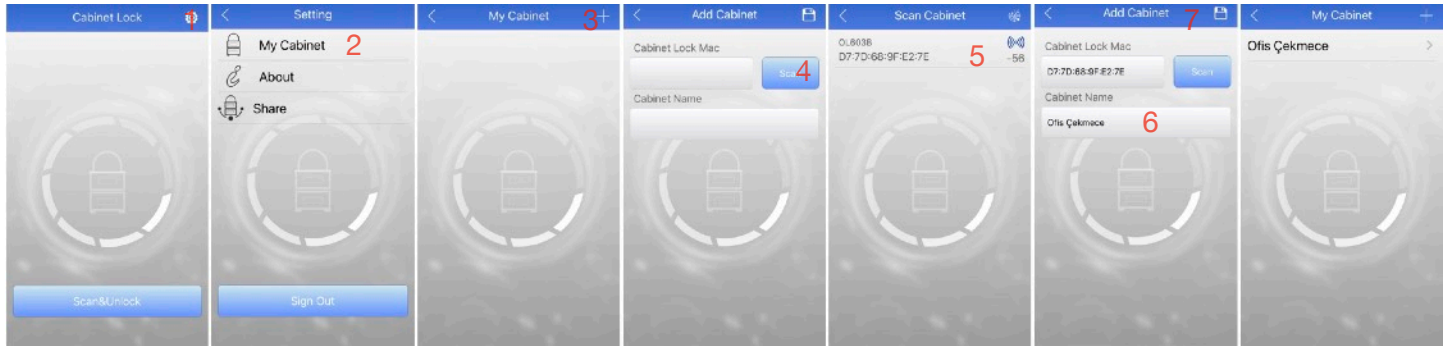 Cabinet Lock
1
Scan&Unlock
Setting
My Cabinet
2
About
Share
Sign Out
My Cabinet
3
Add Cabinet
Cabinet Lock Mac
Scan
4
Cabinet Name
Scan Cabinet
OL803B
D7:7D:68:9F:E2:7E
-56
5
Add Cabinet
7
Cabinet Lock Mac
D7:7D:68:9F:E2:7E
Scan
Cabinet Name
Ofis Çekmece
6
My Cabinet
Ofis Çekmece